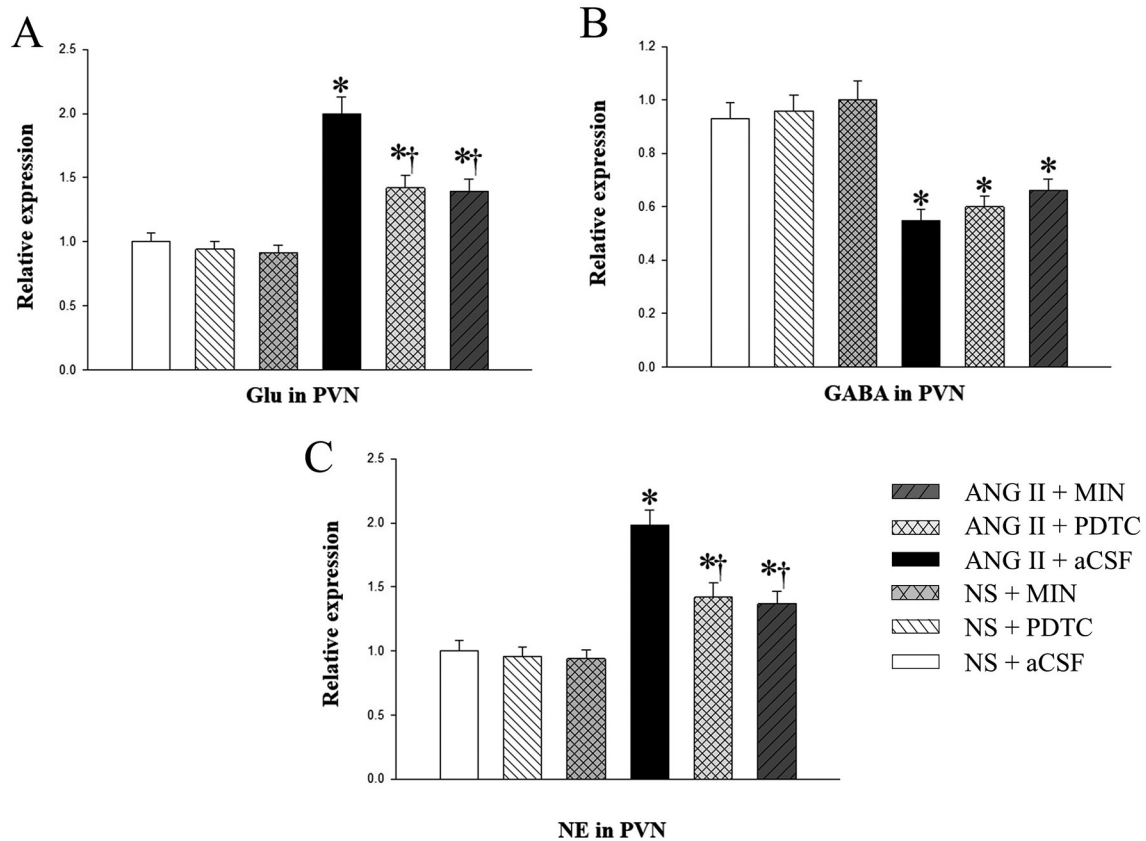 A
2.5
2.0
1.5
1.0
0.5
0.0
Relative expression
*
*†
*†
Glu in PVN
B
1.2
1.0
0.8
0.6
0.4
0.2
0.0
Relative expression
*
*
*
GABA in PVN
C
2.5
2.0
1.5
1.0
0.5
0.0
Relative expression
*
*†
*†
NE in PVN
ANG II + MIN
ANG II + PDTC
ANG II + aCSF
NS + MIN
NS + PDTC
NS + aCSF